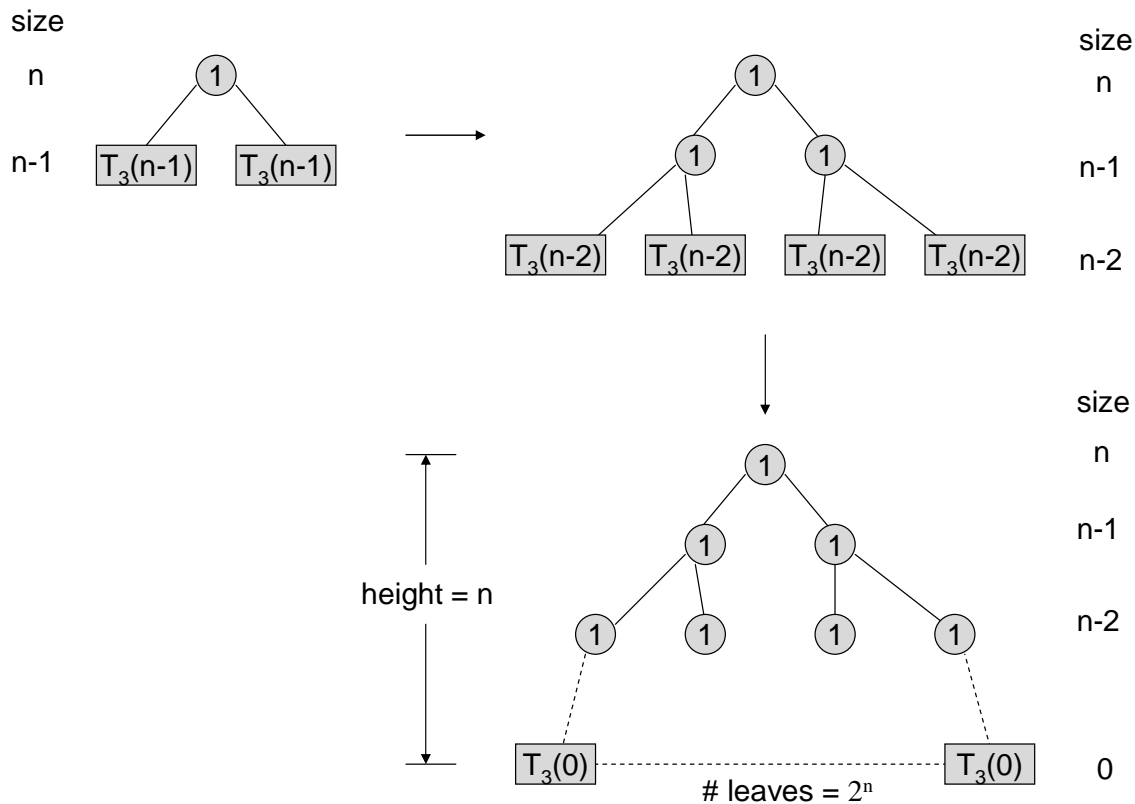 size
n
1
n-1
T₃(n-1) T₃(n-1)
size
n
1
1 1
n-1
T₃(n-2) T₃(n-2) T₃(n-2) T₃(n-2)
n-2
size
n
1
1 1
n-1
height = n
1 1 1 1
n-2
T₃(0) T₃(0)
0
# leaves = 2ⁿ